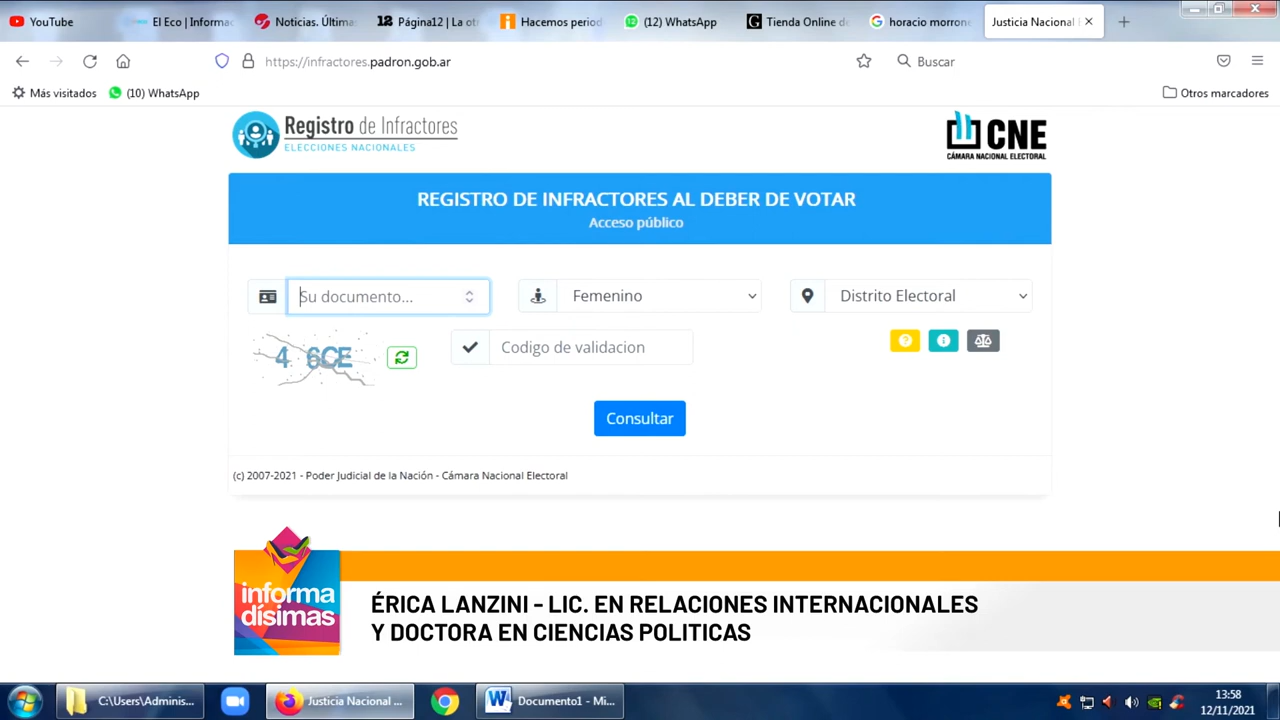 YouTube
El Eco | Informac
Noticias. Última
Página12 | La ot
Hacemos period
(12) WhatsApp
Tienda Online de
horacio morrone
Justicia Nacional
https://infractores.padron.gob.ar
Buscar
Más visitados
(10) WhatsApp
Otros marcadores
Registro de Infractores
ELECCIONES NACIONALES
CNE
CÁMARA NACIONAL ELECTORAL
REGISTRO DE INFRACTORES AL DEBER DE VOTAR
Acceso público
Su documento...
Femenino
Distrito Electoral
4 6CE
Codigo de validacion
Consultar
(c) 2007-2021 - Poder Judicial de la Nación - Cámara Nacional Electoral
informa
dísimas
ÉRICA LANZINI - LIC. EN RELACIONES INTERNACIONALES
Y DOCTORA EN CIENCIAS POLITICAS
C:\Users\Adminis...
Justicia Nacional ...
Documento1 - Mi...
13:58
12/11/2021